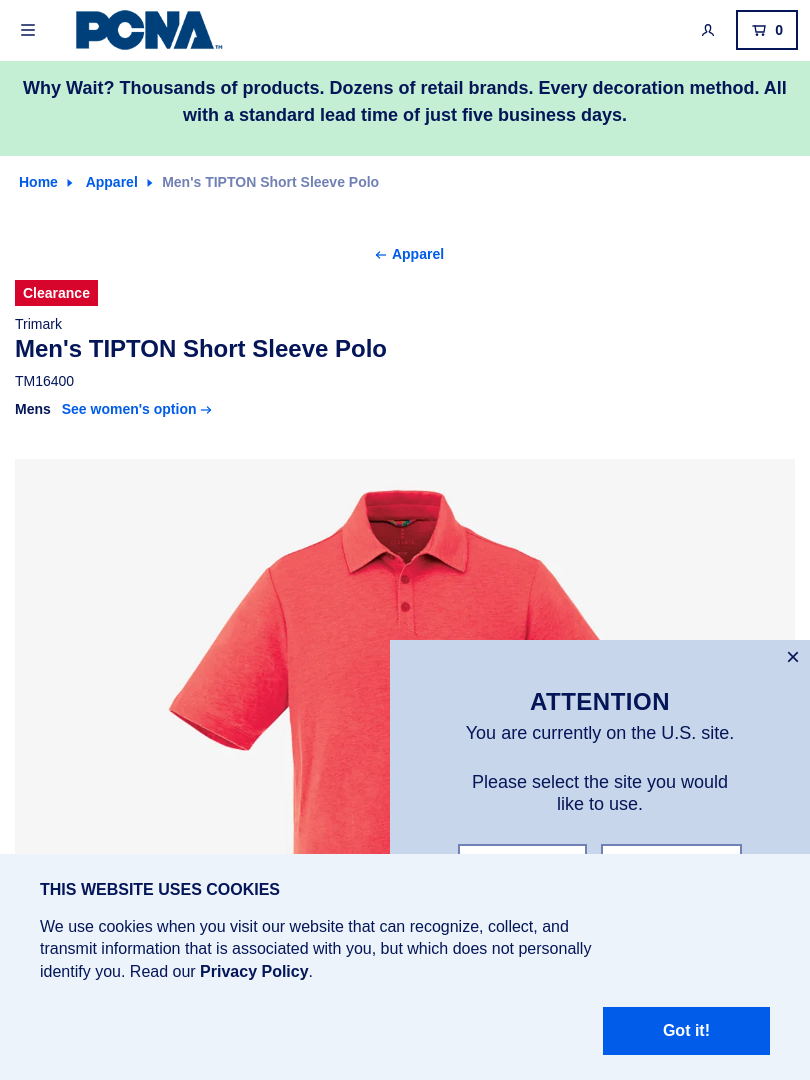 PCNA™
0
Why Wait? Thousands of products. Dozens of retail brands. Every decoration method. All
with a standard lead time of just five business days.
Home Apparel Men's TIPTON Short Sleeve Polo
Apparel
Clearance
Trimark
Men's TIPTON Short Sleeve Polo
TM16400
Mens See women's option
ATTENTION
You are currently on the U.S. site.
Please select the site you would
like to use.
THIS WEBSITE USES COOKIES
We use cookies when you visit our website that can recognize, collect, and
transmit information that is associated with you, but which does not personally
identify you. Read our Privacy Policy.
Got it!